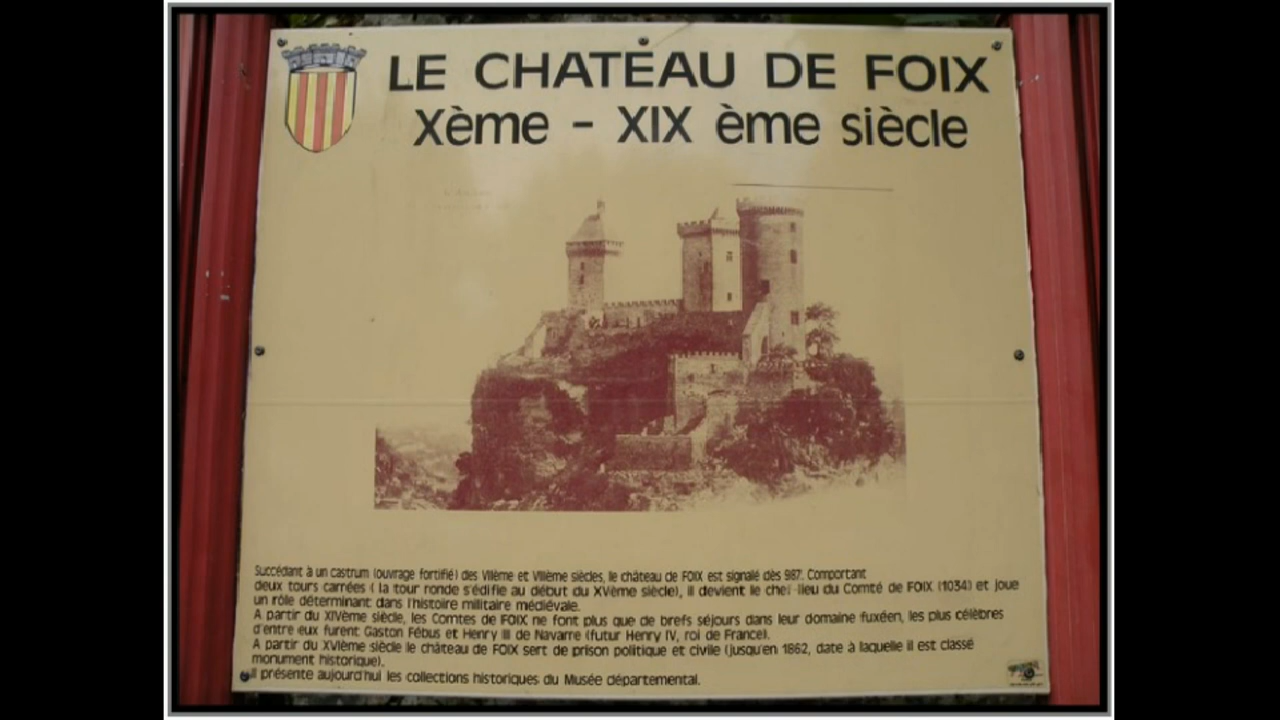 LE CHATEAU DE FOIX
Xème - XIX ème siècle
Succédant à un castrum (ouvrage fortifié) des VIIème et VIIIème siècles, le château de FOIX est signalé dès 987. Comportant
deux tours carrées ( la tour ronde s'édifie au début du XVème siècle), il devient le chef-lieu du Comté de FOIX (1034) et joue
un rôle déterminant dans l'histoire militaire médiévale.
A partir du XIVème siècle, les Comtes de FOIX ne font plus que de brefs séjours dans leur domaine fuxéen, les plus célèbres
d'entre eux furent Gaston Fébus et Henry III de Navarre (futur Henry IV, roi de France).
A partir du XVIème siècle le château de FOIX sert de prison politique et civile (jusqu'en 1862, date à laquelle il est classé
monument historique).
Il présente aujourd'hui les collections historiques du Musée départemental.